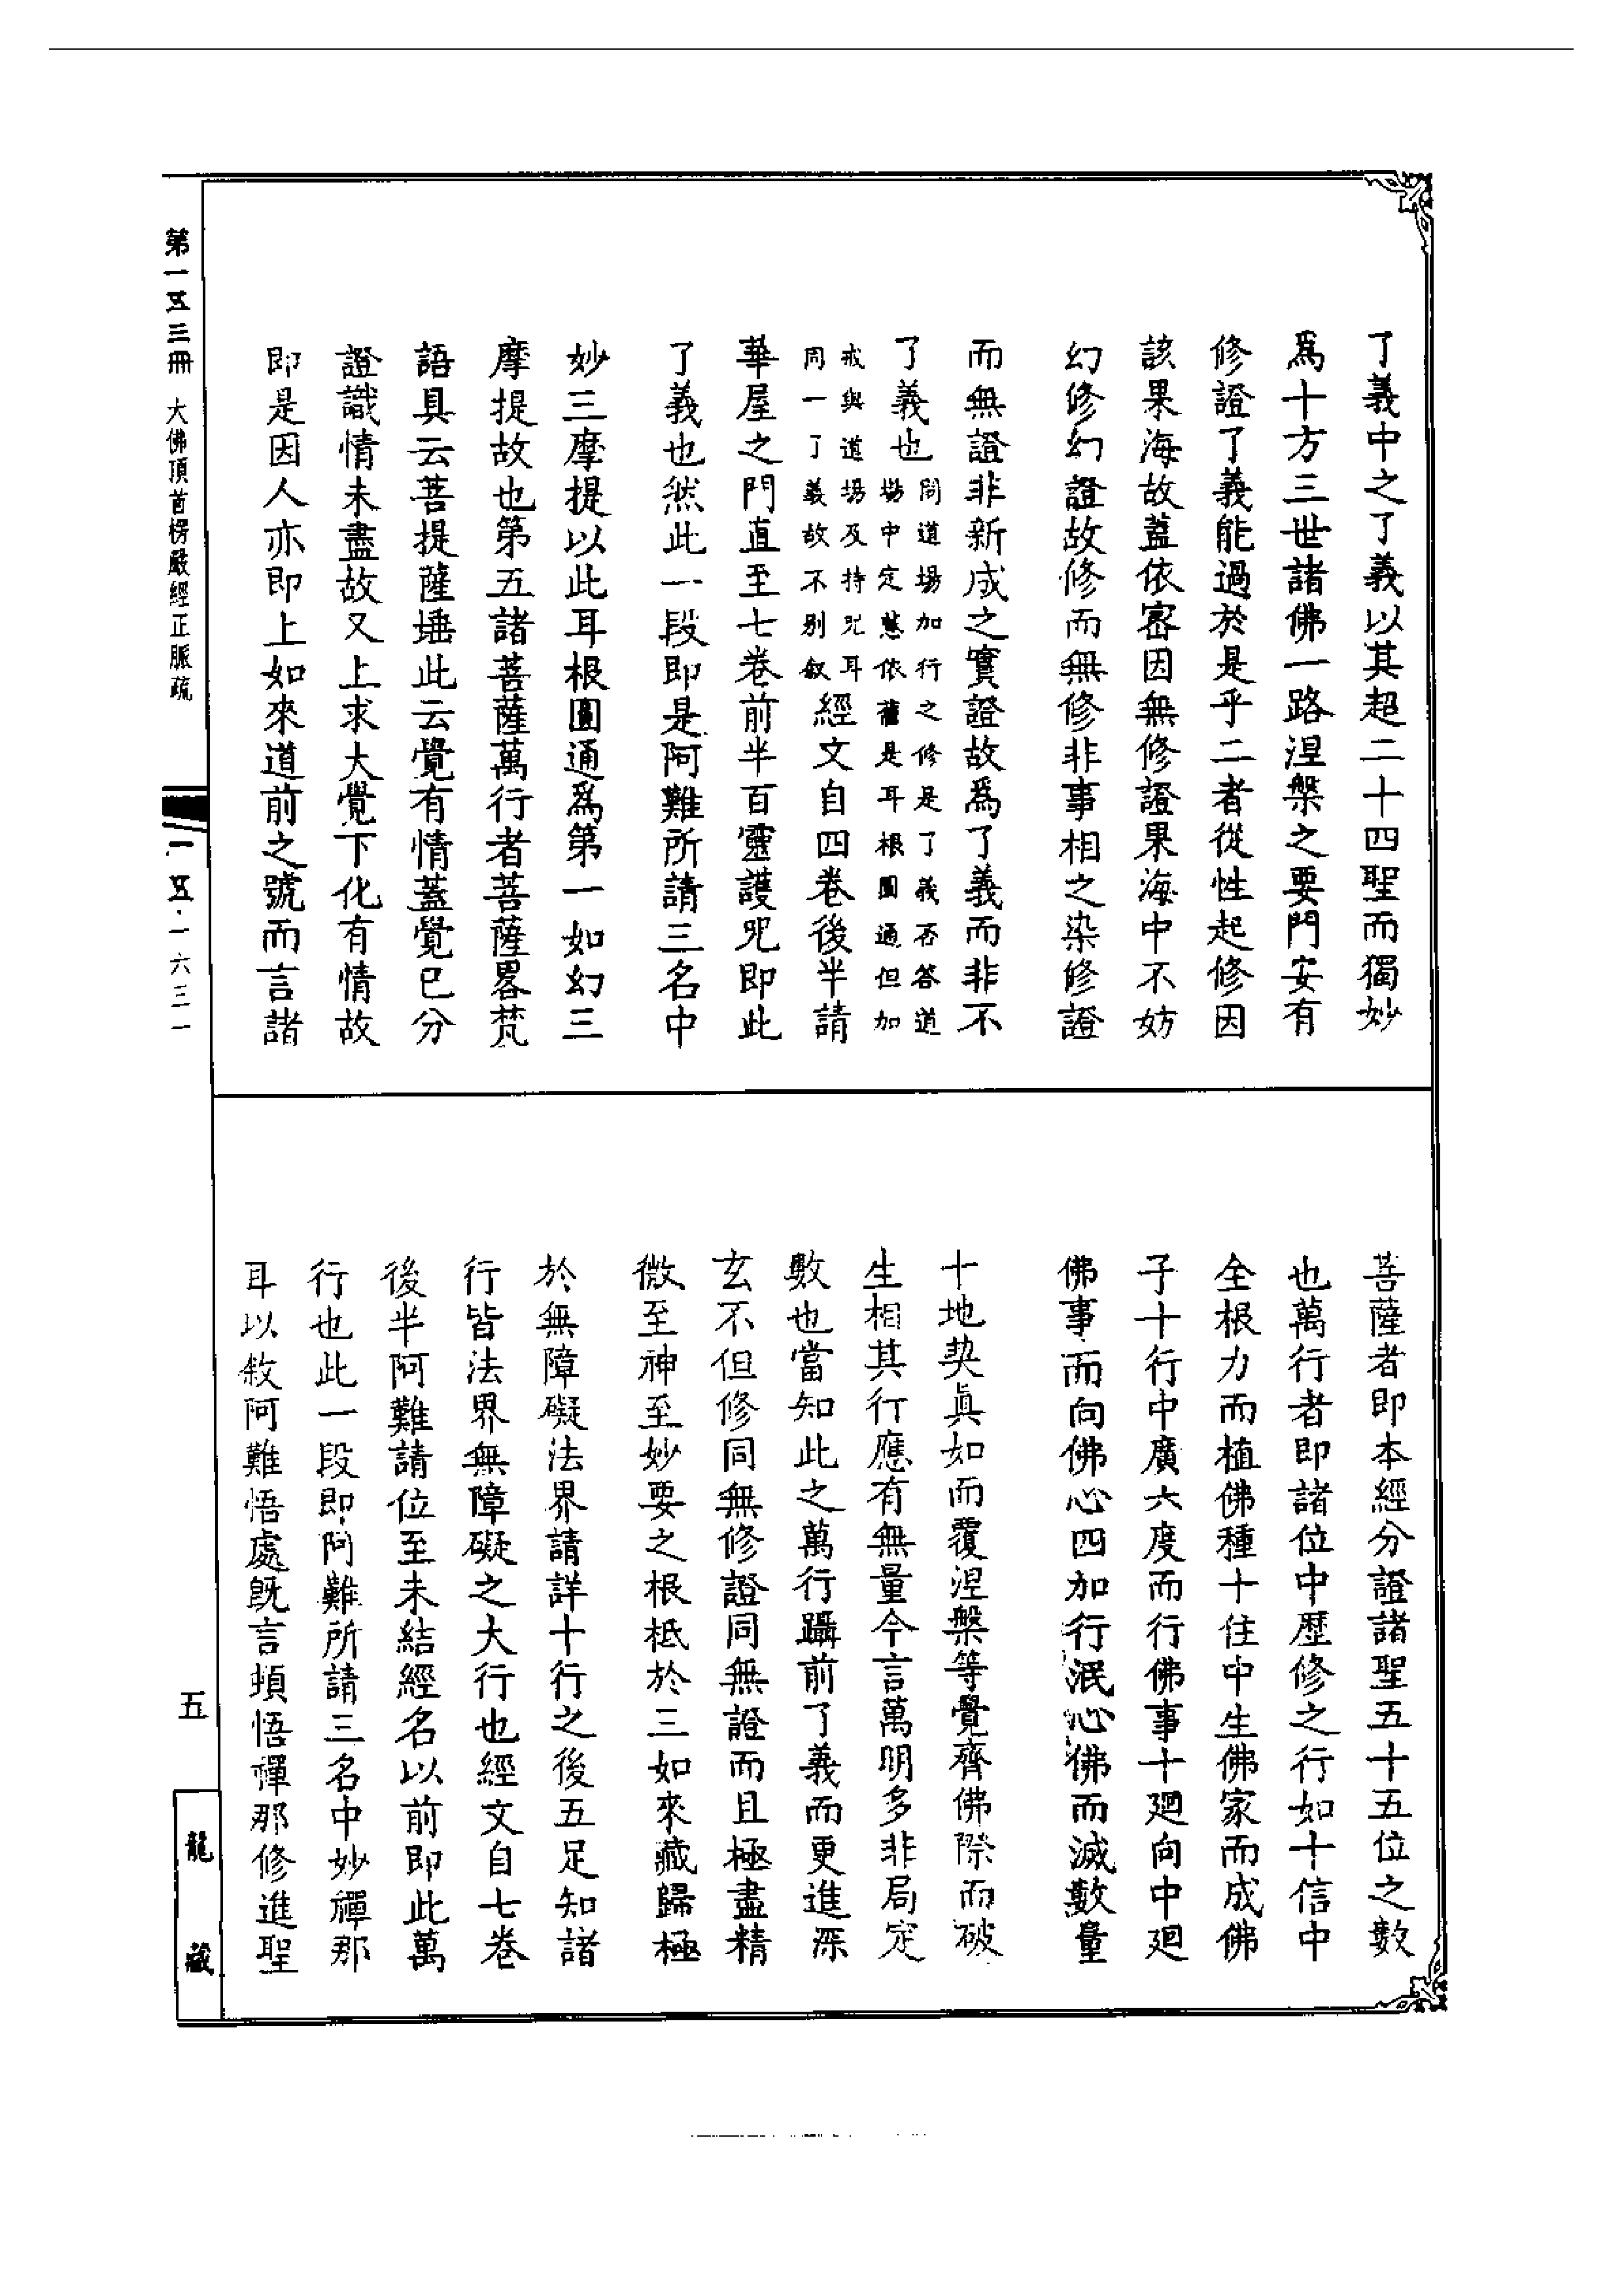 了義中之了義以其超二十四聖而獨妙
爲十方三世諸佛一路涅槃之要門安有
修證了義能過於是乎二者從性起修因
該果海故蓋依密因無修證果海中不妨
幻修幻證故修而無修非事相之染修證
而無證非新成之實證故爲了義而非不
了義也問道場加行之修是了義否答道
場中定慧依舊是耳根圓通但加
戒與道場及持咒耳
同一了義故不別敘經文自四卷後半請
華屋之門直至七卷前半百靈護咒即此
了義也然此一段即是阿難所請三名中
妙三摩提以此耳根圓通爲第一如幻三
摩提故也第五諸菩薩萬行者菩薩畧梵
語具云菩提薩埵此云覺有情蓋覺巳分
證識情未盡故又上求大覺下化有情故
即是因人亦即上如來道前之號而言諸
菩薩者即本經分證諸聖五十五位之數
也萬行者即諸位中歷修之行如十信中
全根力而植佛種十住中生佛家而成佛
子十行中廣六度而行佛事十廻向中廻
佛事而向佛心四加行泯心佛而滅數量
十地契眞如而覆涅槃等覺齊佛際而破
生相其行應有無量今言萬明多非局定
數也當知此之萬行躡前了義而更進深
玄不但修同無修證同無證而且極盡精
微至神至妙要之根柢於三如來藏歸極
於無障礙法界請詳十行之後五足知諸
行皆法界無障礙之大行也經文自七卷
後半阿難請位至未結經名以前即此萬
行也此一段即阿難所請三名中妙禪那
耳以敘阿難悟處旣言頓悟禪那修進聖
第一五三冊 大佛頂首楞嚴經正脈疏
一五·一六三一
五
龍藏